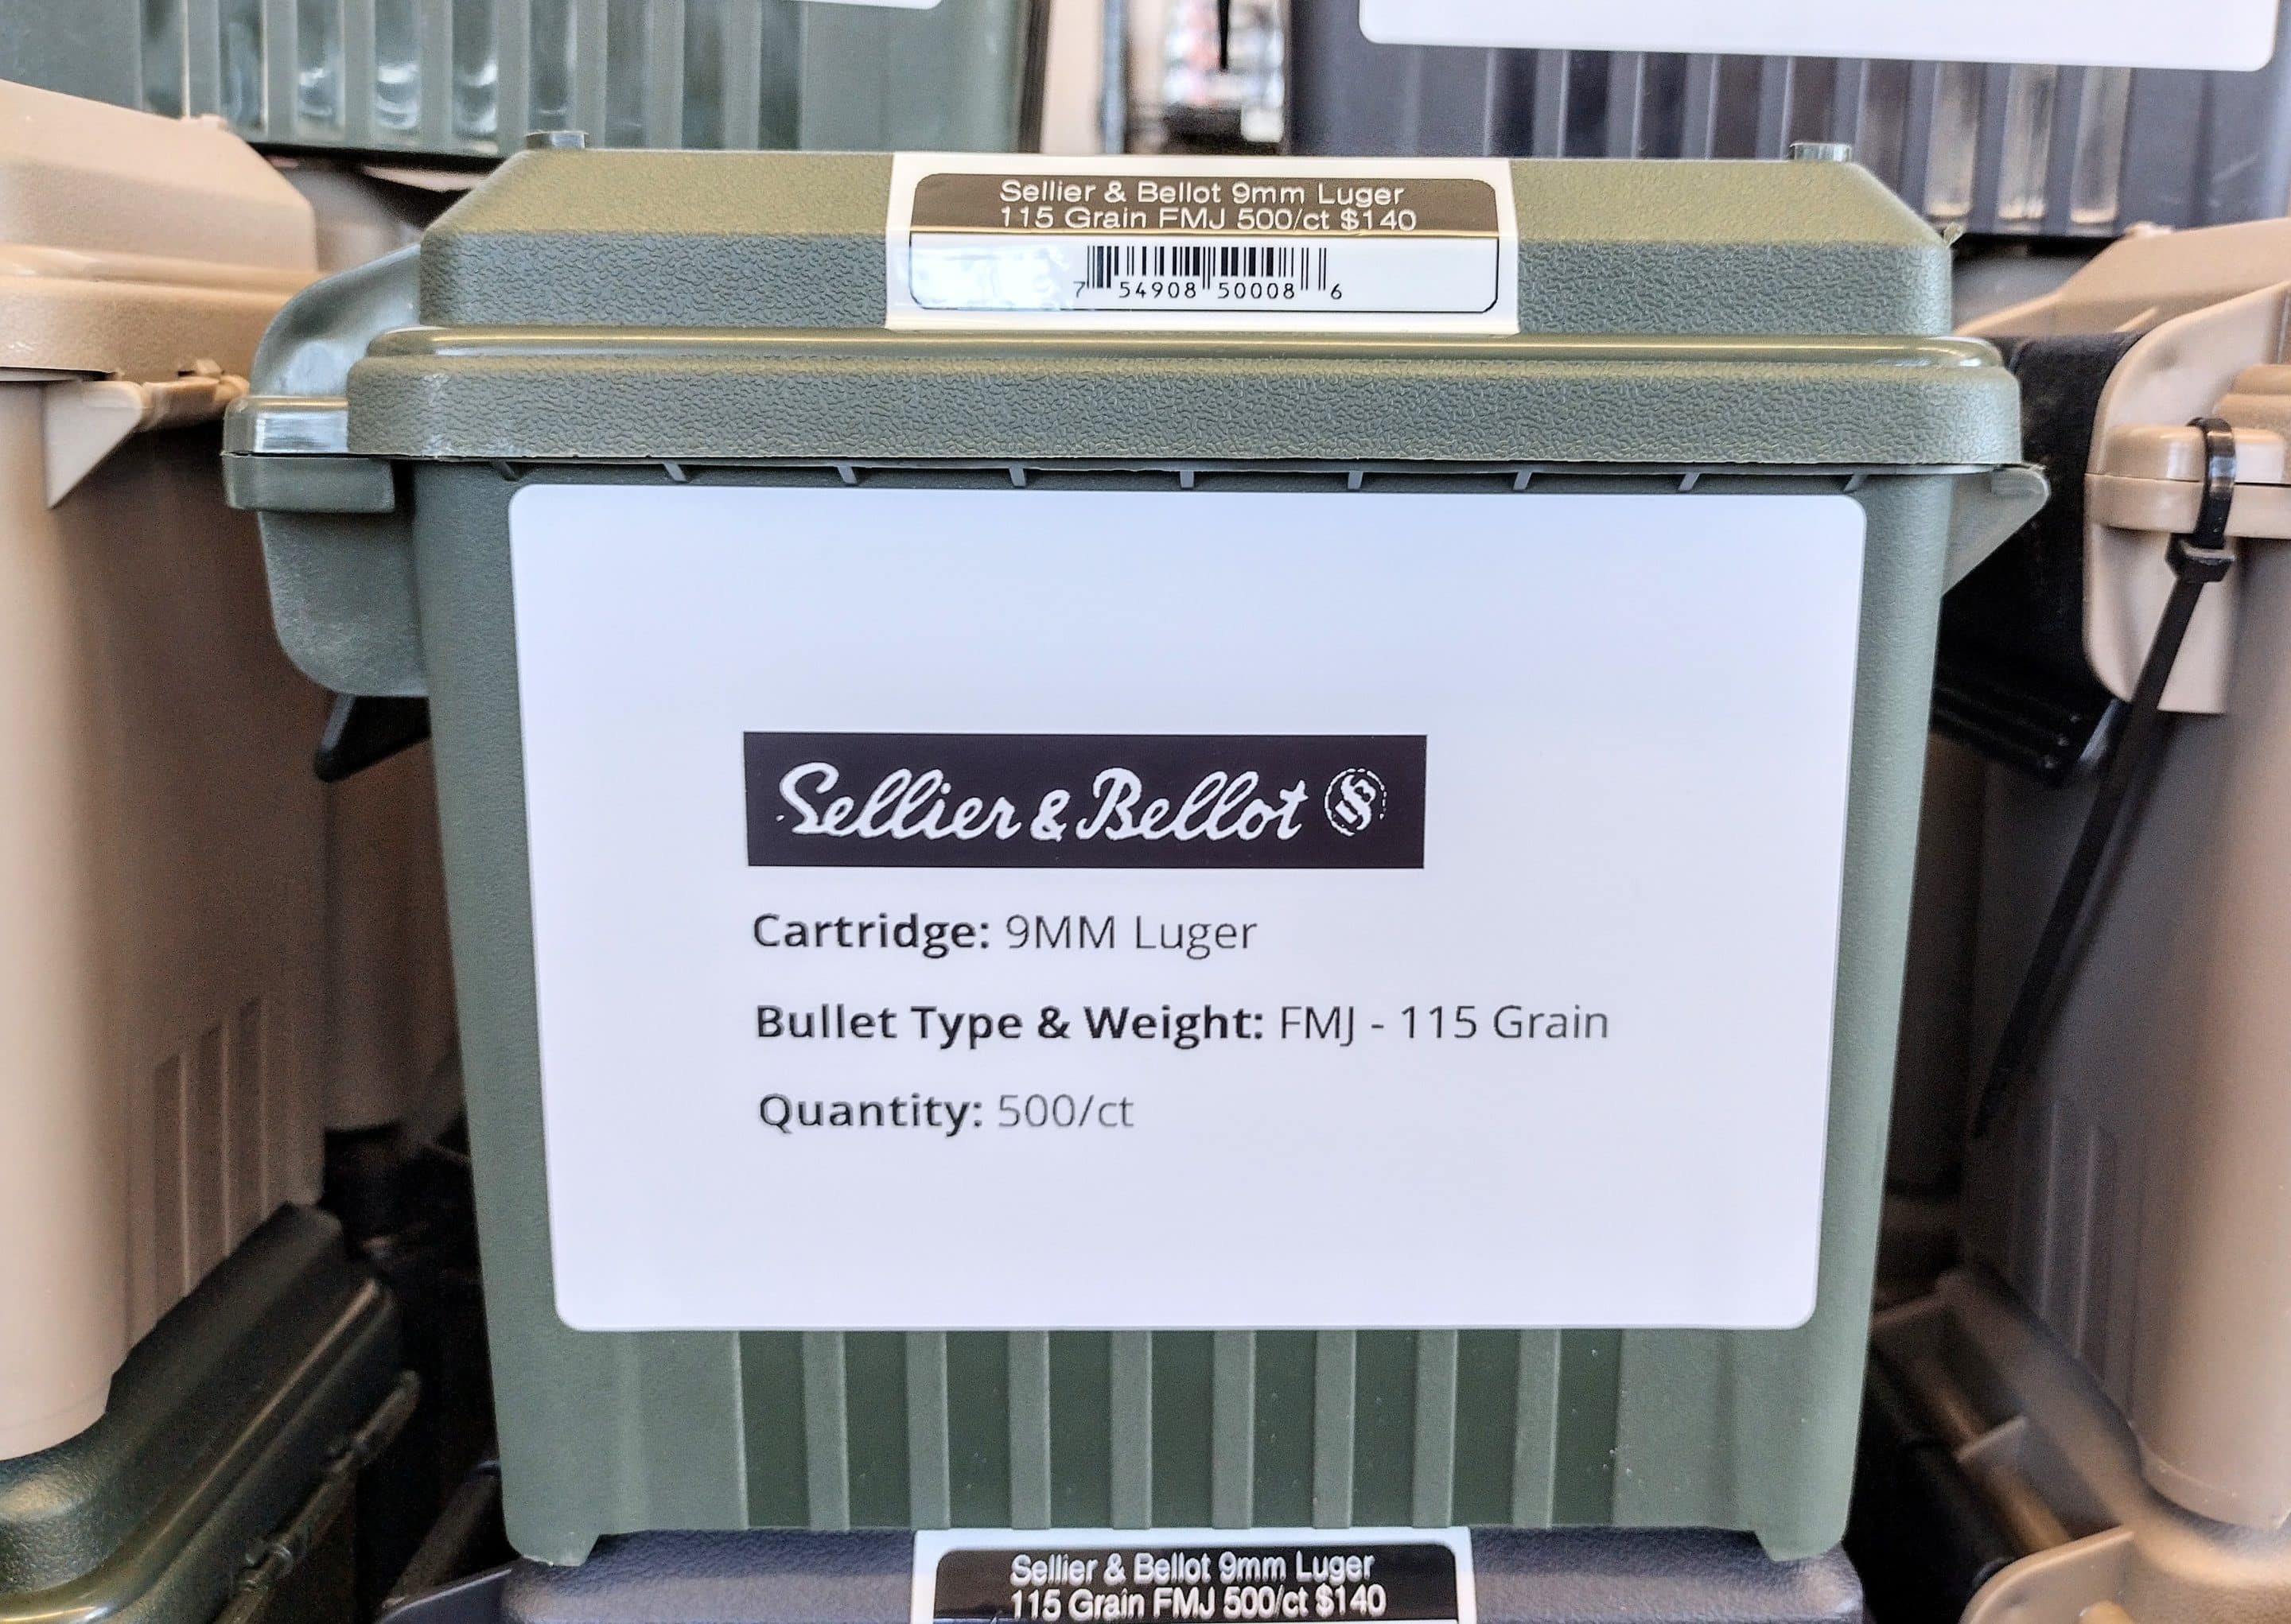 Sellier & Bellot 9mm Luger
115 Grain FMJ 500/ct $140
7 54908 50008 6
Sellier & Bellot SB
Cartridge: 9MM Luger
Bullet Type & Weight: FMJ - 115 Grain
Quantity: 500/ct
Sellier & Bellot 9mm Luger
115 Grain FMJ 500/ct $140